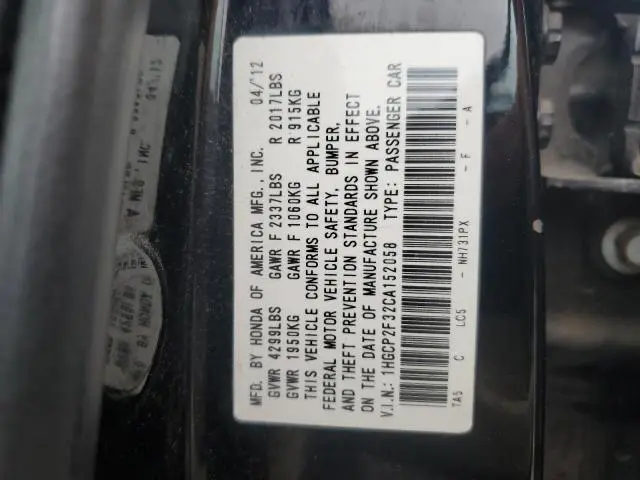 MFD. BY HONDA OF AMERICA MFG., INC. 04/'12
GVWR 4299LBS GAWR F 2337LBS R 2017LBS
GVWR 1950KG GAWR F 1060KG R 915KG
THIS VEHICLE CONFORMS TO ALL APPLICABLE
FEDERAL MOTOR VEHICLE SAFETY, BUMPER,
AND THEFT PREVENTION STANDARDS IN EFFECT
ON THE DATE OF MANUFACTURE SHOWN ABOVE.
V.I.N.: 1HGCP2F32CA152058 TYPE: PASSENGER CAR
TA5 C LC5 - NH731PX - F - A